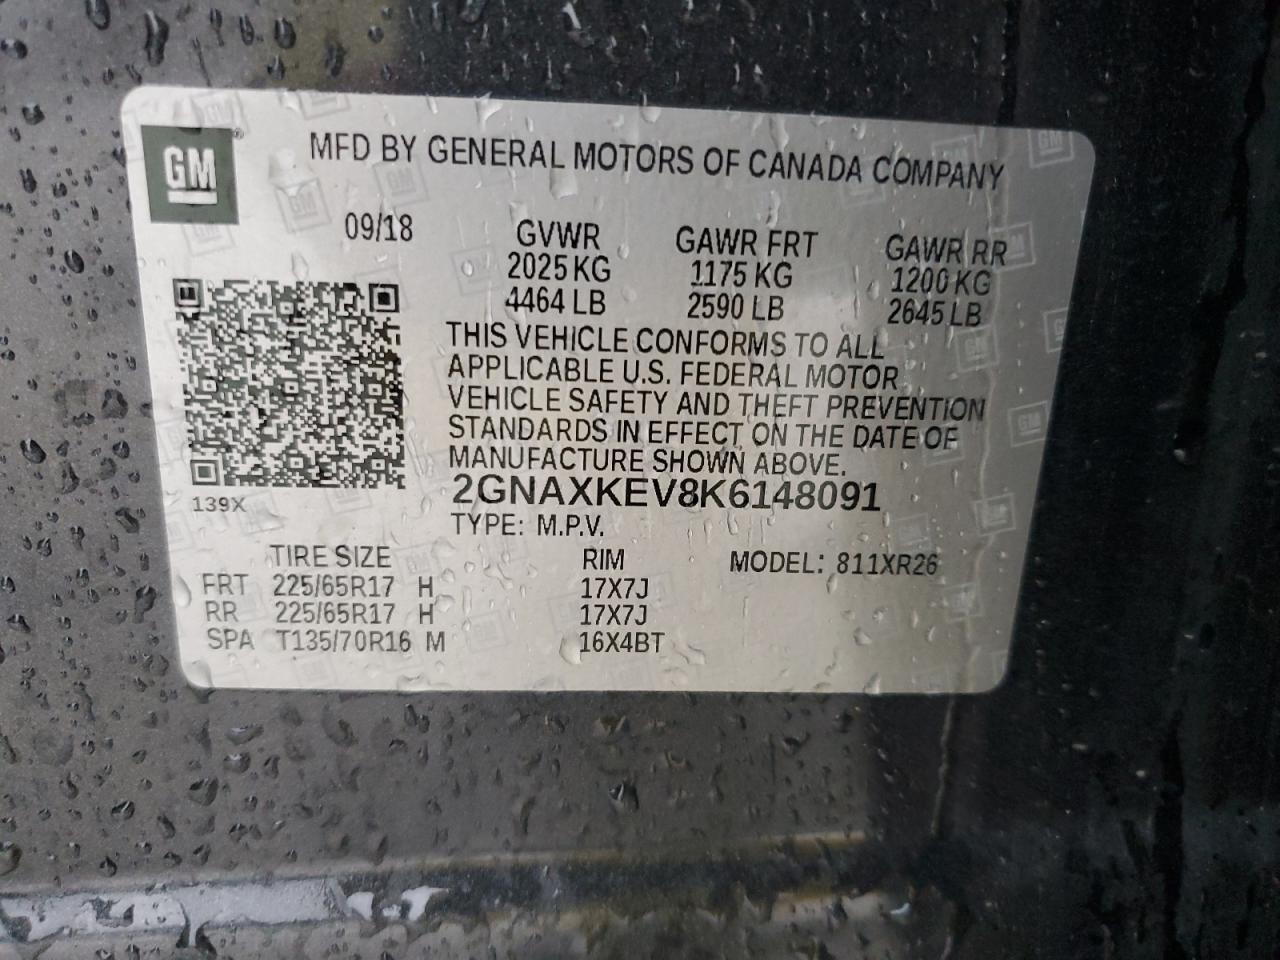 GM
MFD BY GENERAL MOTORS OF CANADA COMPANY
09/18
GVWR GAWR FRT GAWR RR
2025 KG 1175 KG 1200 KG
4464 LB 2590 LB 2645 LB
THIS VEHICLE CONFORMS TO ALL
APPLICABLE U.S. FEDERAL MOTOR
VEHICLE SAFETY AND THEFT PREVENTION
STANDARDS IN EFFECT ON THE DATE OF
MANUFACTURE SHOWN ABOVE.
139X
2GNAXKEV8K6148091
TYPE: M.P.V.
TIRE SIZE RIM MODEL: 811XR26
FRT 225/65R17 H 17X7J
RR 225/65R17 H 17X7J
SPA T135/70R16 M 16X4BT